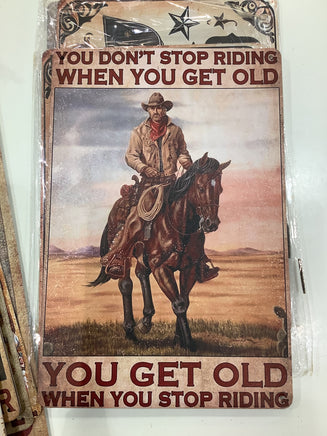 YOU DON'T STOP RIDING
WHEN YOU GET OLD
YOU GET OLD
WHEN YOU STOP RIDING